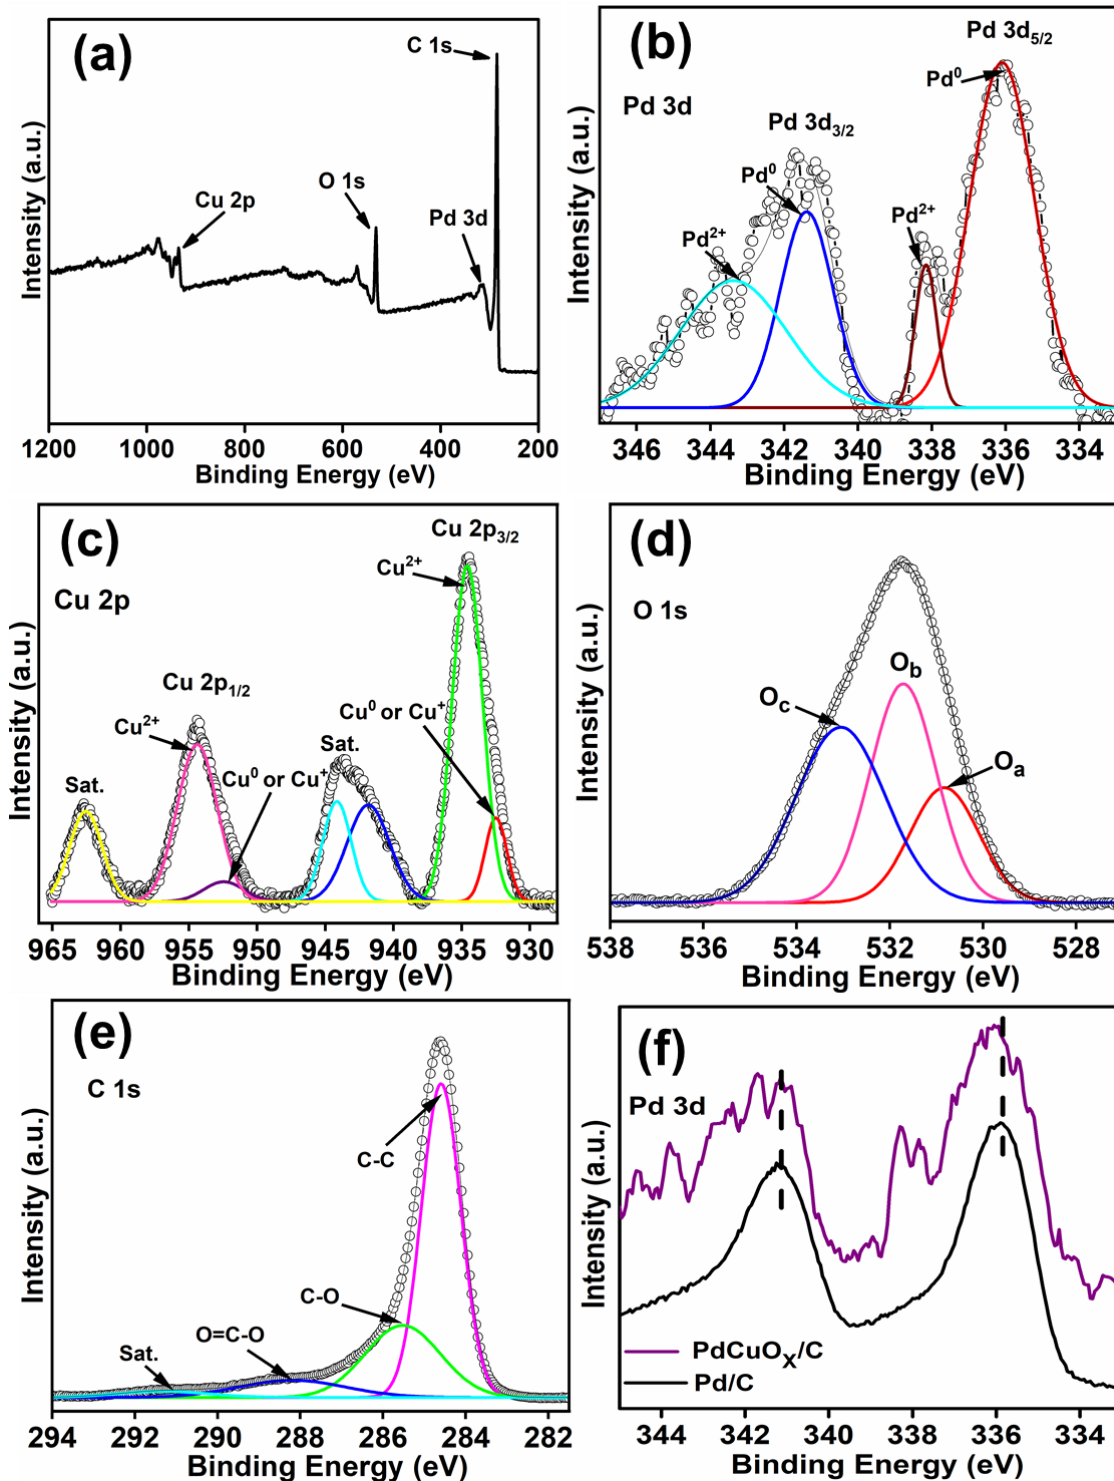 (a)
C 1s
O 1s
Cu 2p
Pd 3d
Intensity (a.u.)
1200 1000 800 600 400 200
Binding Energy (eV)
(b)
Pd 3d5/2
Pd0
Pd 3d
Pd 3d3/2
Pd0
Pd2+
Pd2+
Intensity (a.u.)
346 344 342 340 338 336 334
Binding Energy (eV)
(c)
Cu 2p3/2
Cu2+
Cu 2p
Cu 2p1/2
Cu2+
Cu0 or Cu+
Sat.
Cu0 or Cu+
Sat.
Intensity (a.u.)
965 960 955 950 945 940 935 930
Binding Energy (eV)
(d)
O 1s
Ob
Oc
Oa
Intensity (a.u.)
538 536 534 532 530 528
Binding Energy (eV)
(e)
C 1s
C-C
C-O
O=C-O
Sat.
Intensity (a.u.)
294 292 290 288 286 284 282
Binding Energy (eV)
(f)
Pd 3d
PdCuOX/C
Pd/C
Intensity (a.u.)
344 342 340 338 336 334
Binding Energy (eV)